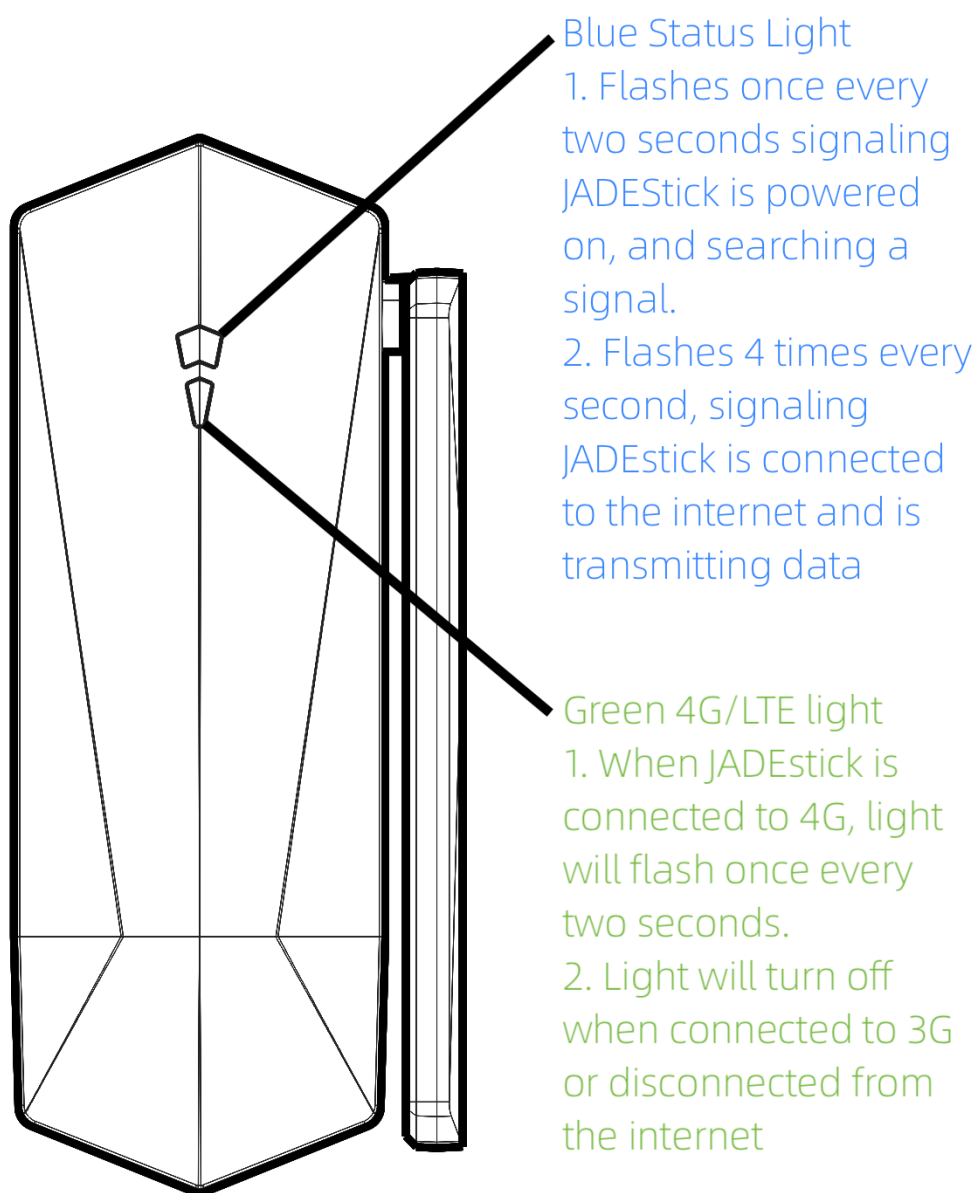 Blue Status Light
1. Flashes once every
two seconds signaling
JADEStick is powered
on, and searching a
signal.
2. Flashes 4 times every
second, signaling
JADEstick is connected
to the internet and is
transmitting data
Green 4G/LTE light
1. When JADEstick is
connected to 4G, light
will flash once every
two seconds.
2. Light will turn off
when connected to 3G
or disconnected from
the internet